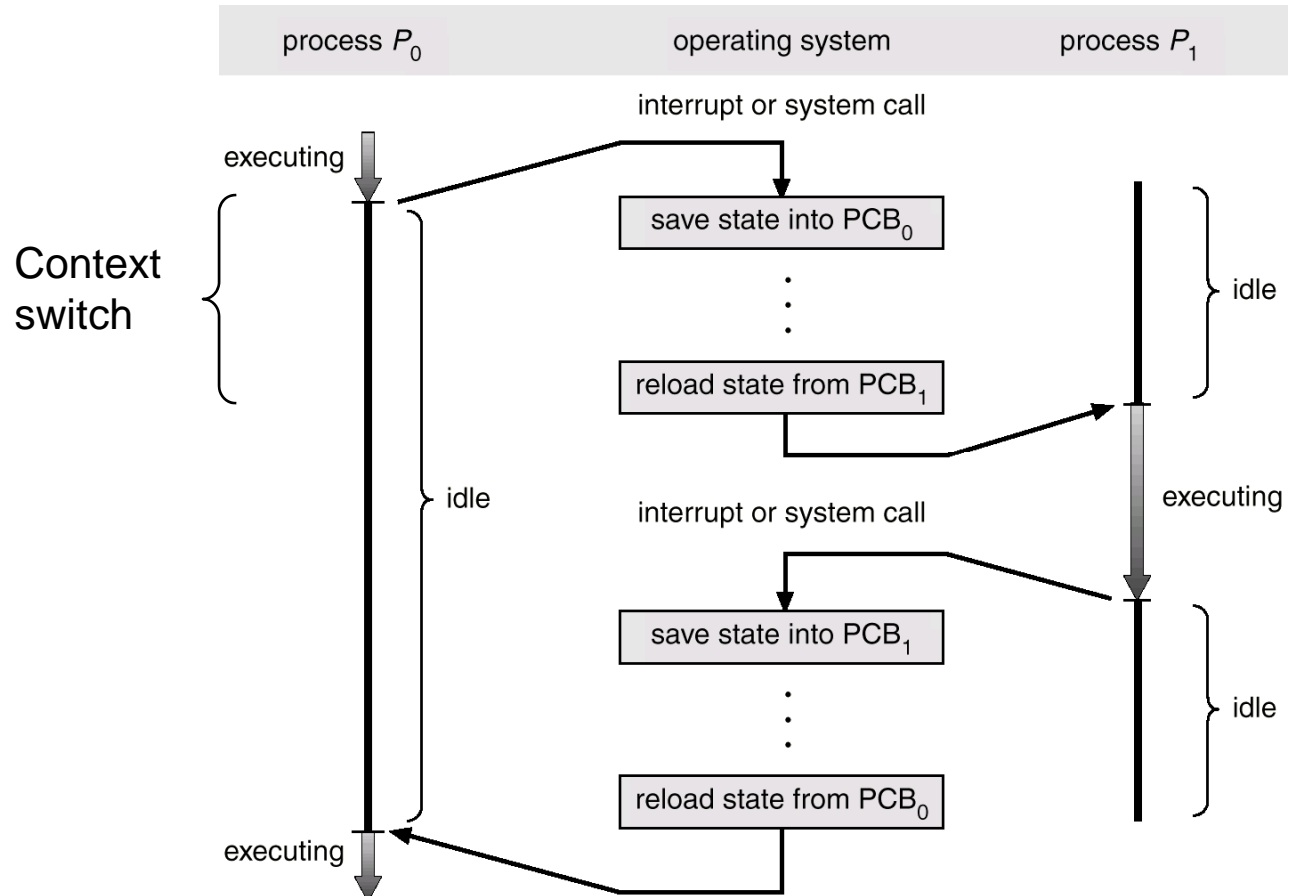 process P₀ operating system process P₁
interrupt or system call
executing
save state into PCB₀
Context
switch
idle
reload state from PCB₁
idle
executing
interrupt or system call
save state into PCB₁
idle
reload state from PCB₀
executing